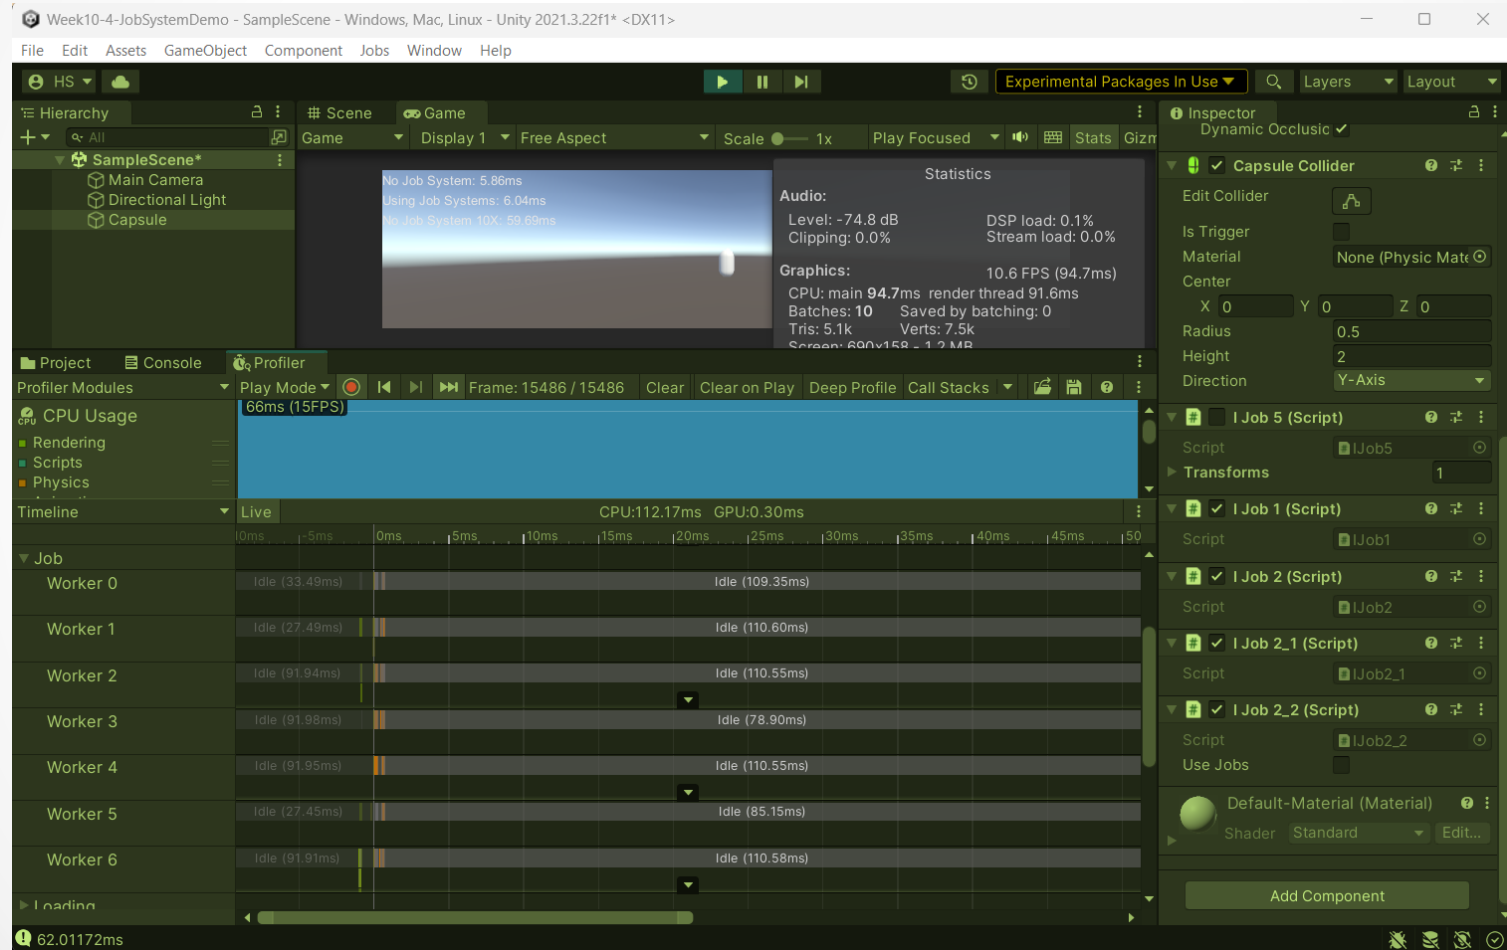 Week10-4-JobSystemDemo - SampleScene - Windows, Mac, Linux - Unity 2021.3.22f1* <DX11>
File Edit Assets GameObject Component Jobs Window Help
HS Experimental Packages In Use Layers Layout
Hierarchy
All
SampleScene*
Main Camera
Directional Light
Capsule
Scene Game
Game Display 1 Free Aspect Scale 1x Play Focused Stats Gizm
No Job System: 5.86ms
Using Job Systems: 6.04ms
No Job System 10X: 59.69ms
Statistics
Audio:
Level: -74.8 dB DSP load: 0.1%
Clipping: 0.0% Stream load: 0.0%
Graphics: 10.6 FPS (94.7ms)
CPU: main 94.7ms render thread 91.6ms
Batches: 10 Saved by batching: 0
Tris: 5.1k Verts: 7.5k
Screen: 690x158 - 1.2 MB
Project Console Profiler
Profiler Modules Play Mode Frame: 15486 / 15486 Clear Clear on Play Deep Profile Call Stacks
CPU Usage
Rendering
Scripts
Physics
66ms (15FPS)
Timeline Live CPU:112.17ms GPU:0.30ms
-5ms 0ms 5ms 10ms 15ms 20ms 25ms 30ms 35ms 40ms 45ms 50
Job
Worker 0 Idle (33.49ms) Idle (109.35ms)
Worker 1 Idle (27.49ms) Idle (110.60ms)
Worker 2 Idle (91.94ms) Idle (110.55ms)
Worker 3 Idle (91.98ms) Idle (78.90ms)
Worker 4 Idle (91.95ms) Idle (110.55ms)
Worker 5 Idle (27.45ms) Idle (85.15ms)
Worker 6 Idle (91.91ms) Idle (110.58ms)
Loading
62.01172ms
Inspector
Dynamic Occlusic
Capsule Collider
Edit Collider
Is Trigger
Material None (Physic Mate
Center
X 0 Y 0 Z 0
Radius 0.5
Height 2
Direction Y-Axis
I Job 5 (Script)
Script IJob5
Transforms 1
I Job 1 (Script)
Script IJob1
I Job 2 (Script)
Script IJob2
I Job 2_1 (Script)
Script IJob2_1
I Job 2_2 (Script)
Script IJob2_2
Use Jobs
Default-Material (Material)
Shader Standard Edit...
Add Component